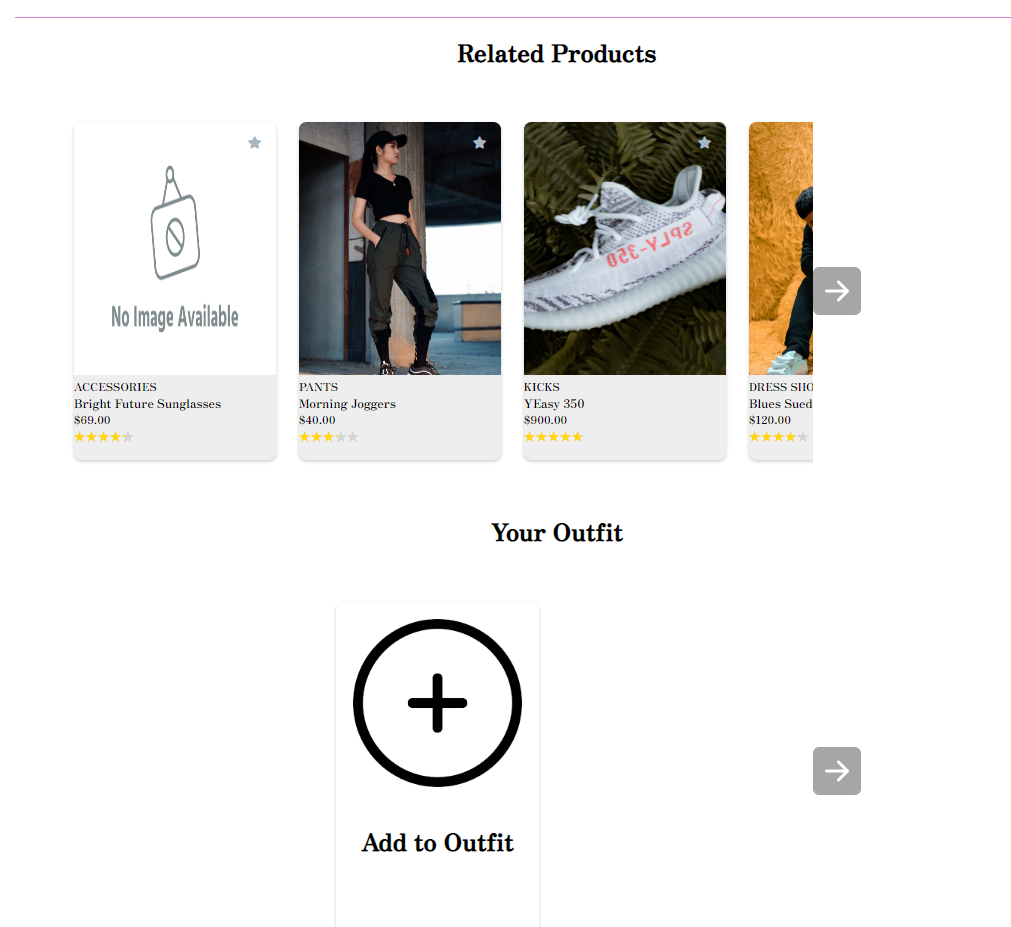 Related Products
No Image Available
SPLY-350
ACCESSORIES
Bright Future Sunglasses
$69.00
PANTS
Morning Joggers
$40.00
KICKS
YEasy 350
$900.00
DRESS SHO
Blues Sued
$120.00
Your Outfit
Add to Outfit